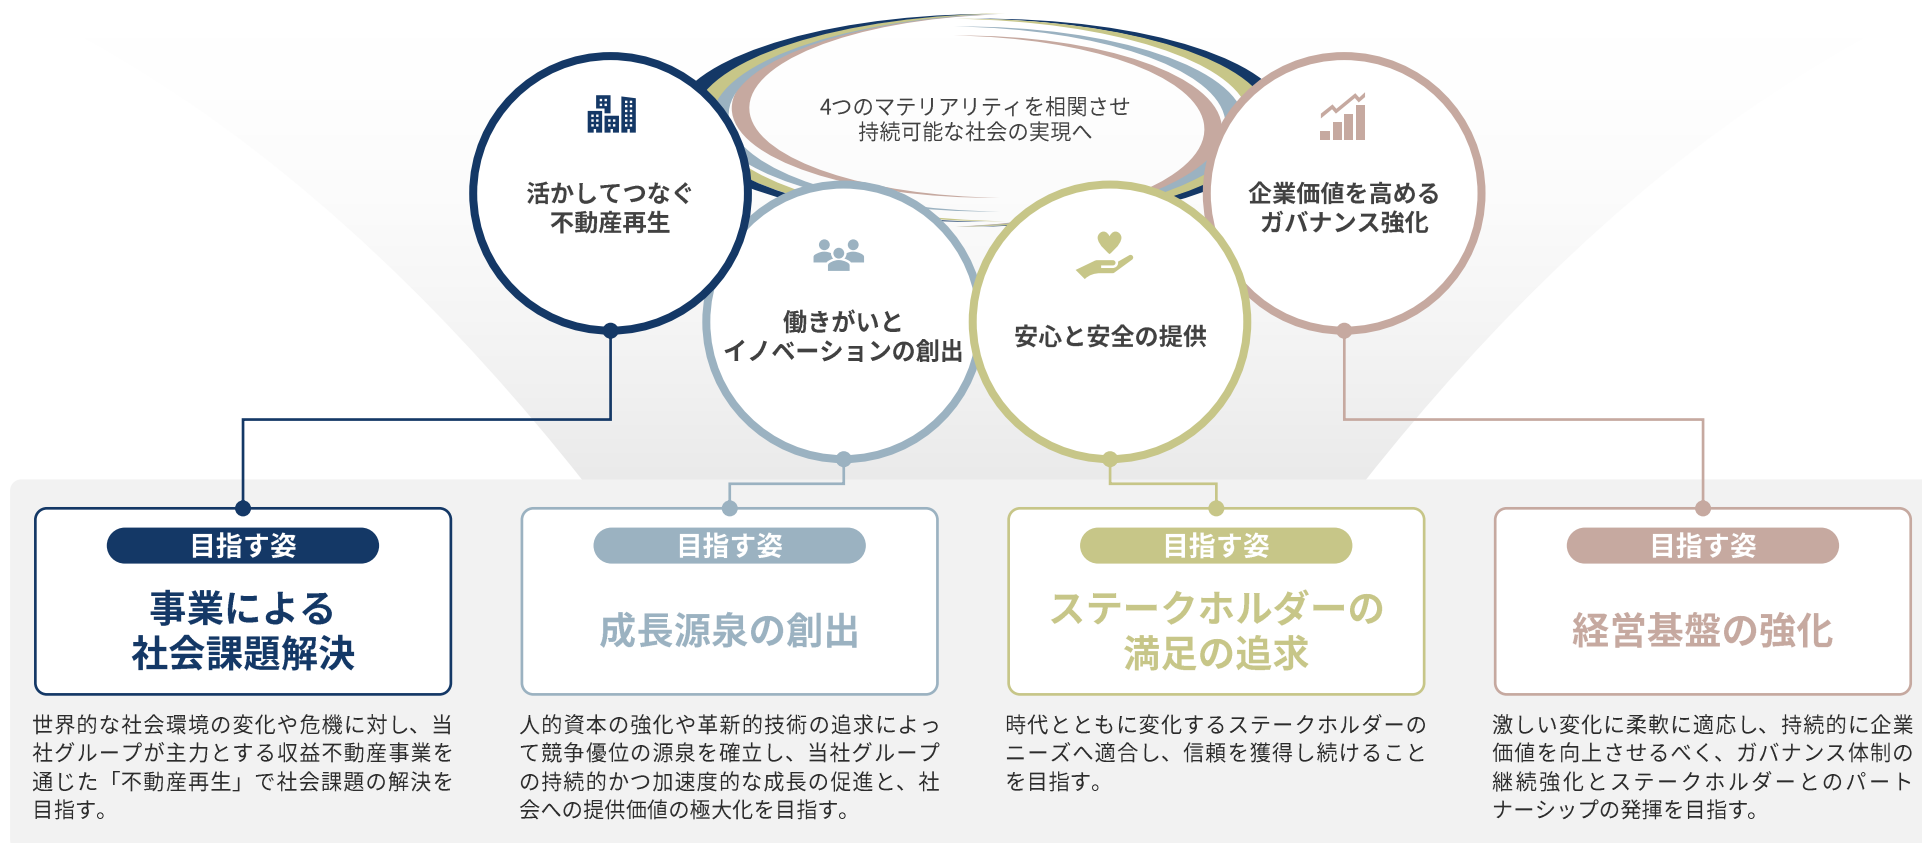 4つのマテリアリティを相関させ
持続可能な社会の実現へ
活かしてつなぐ
不動産再生
働きがいと
イノベーションの創出
安心と安全の提供
企業価値を高める
ガバナンス強化
目指す姿
事業による
社会課題解決
世界的な社会環境の変化や危機に対し、当
社グループが主力とする収益不動産事業を
通じた「不動産再生」で社会課題の解決を
目指す。
目指す姿
成長源泉の創出
人的資本の強化や革新的技術の追求によっ
て競争優位の源泉を確立し、当社グループ
の持続的かつ加速度的な成長の促進と、社
会への提供価値の極大化を目指す。
目指す姿
ステークホルダーの
満足の追求
時代とともに変化するステークホルダーの
ニーズへ適合し、信頼を獲得し続けること
を目指す。
目指す姿
経営基盤の強化
激しい変化に柔軟に適応し、持続的に企業
価値を向上させるべく、ガバナンス体制の
継続強化とステークホルダーとのパート
ナーシップの発揮を目指す。